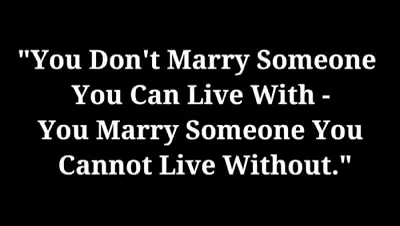 "You Don't Marry Someone
You Can Live With -
You Marry Someone You
Cannot Live Without."